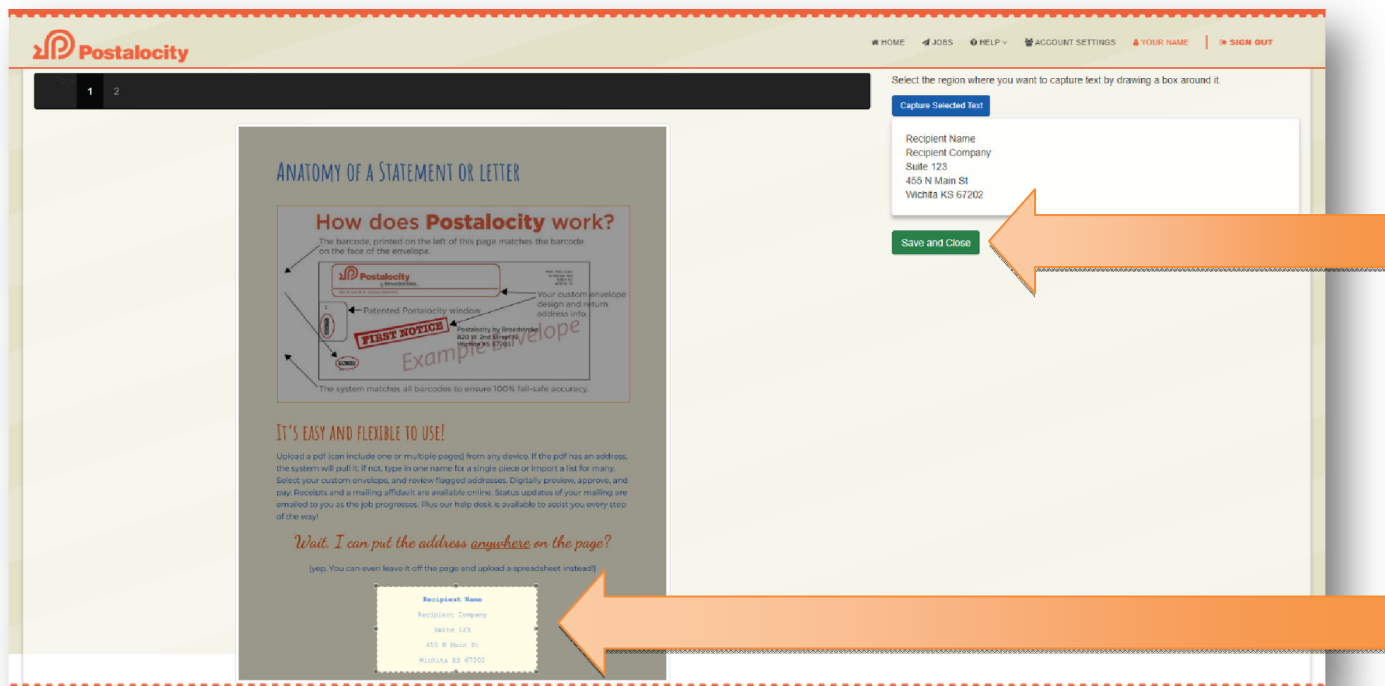 Postalocity
HOME JOBS HELP ACCOUNT SETTINGS YOUR NAME SIGN OUT
1 2
ANATOMY OF A STATEMENT OR LETTER
How does Postalocity work?
The barcode, printed on the left of this page matches the barcode
on the face of the envelope.
Postalocity
Your custom envelope
design and return
address info.
Patented Postalocity window
FIRST NOTICE
Postalocity by Broadstroke
820 W 2nd Street N
Wichita KS 67203
Example Envelope
The system matches all barcodes to ensure 100% fail-safe accuracy.
IT'S EASY AND FLEXIBLE TO USE!
Upload a pdf (can include one or multiple pages) from any device. If the pdf has an address,
the system will pull it; if not, type in one name for a single piece or import a list for many.
Select your custom envelope, and review flagged addresses. Digitally preview, approve, and
pay. Receipts and a mailing affidavit are available online. Status updates of your mailing are
emailed to you as the job progresses. Plus our help desk is available to assist you every step
of the way!
Wait, I can put the address anywhere on the page?
(yep. You can even leave it off the page and upload a spreadsheet instead!)
Recipient Name
Recipient Company
Suite 123
455 N Main St
Wichita KS 67202
Select the region where you want to capture text by drawing a box around it.
Capture Selected Text
Recipient Name
Recipient Company
Suite 123
455 N Main St
Wichita KS 67202
Save and Close